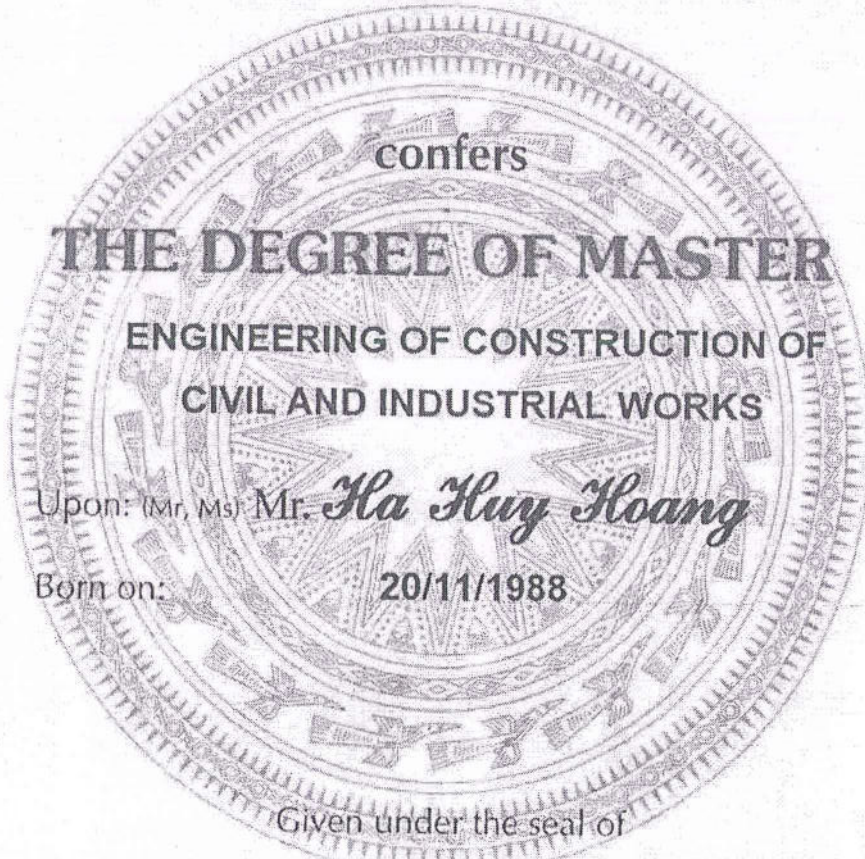 confers
THE DEGREE OF MASTER
ENGINEERING OF CONSTRUCTION OF
CIVIL AND INDUSTRIAL WORKS
Upon: (Mr, Ms) Mr. Ha Huy Hoang
Born on: 20/11/1988
Given under the seal of